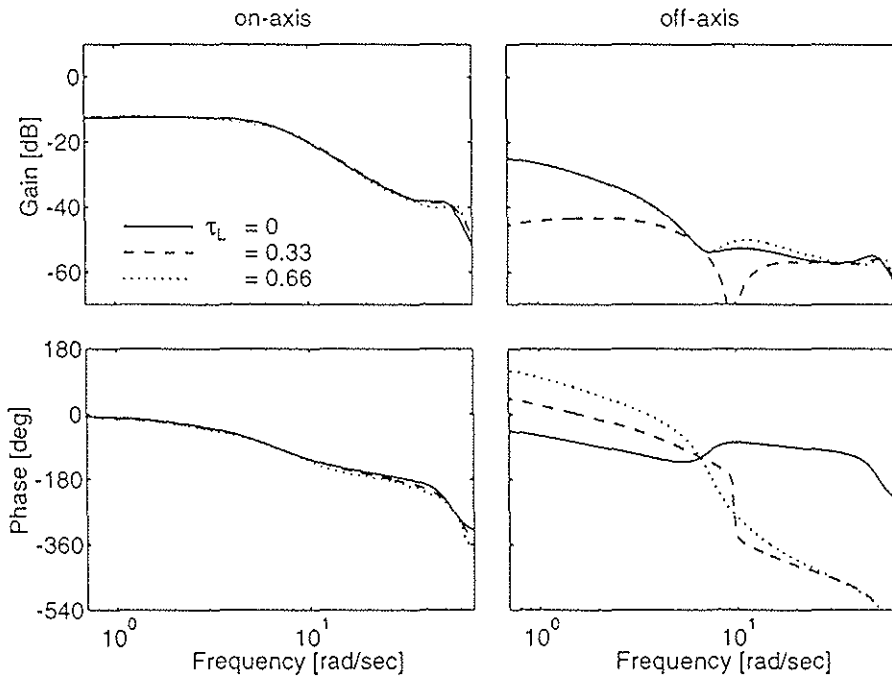 on-axis
off-axis
Gain [dB]
0
-20
-40
-60
τL = 0
= 0.33
= 0.66
Phase [deg]
180
0
-180
-360
-540
10^0
10^1
10^0
10^1
Frequency [rad/sec]
Frequency [rad/sec]